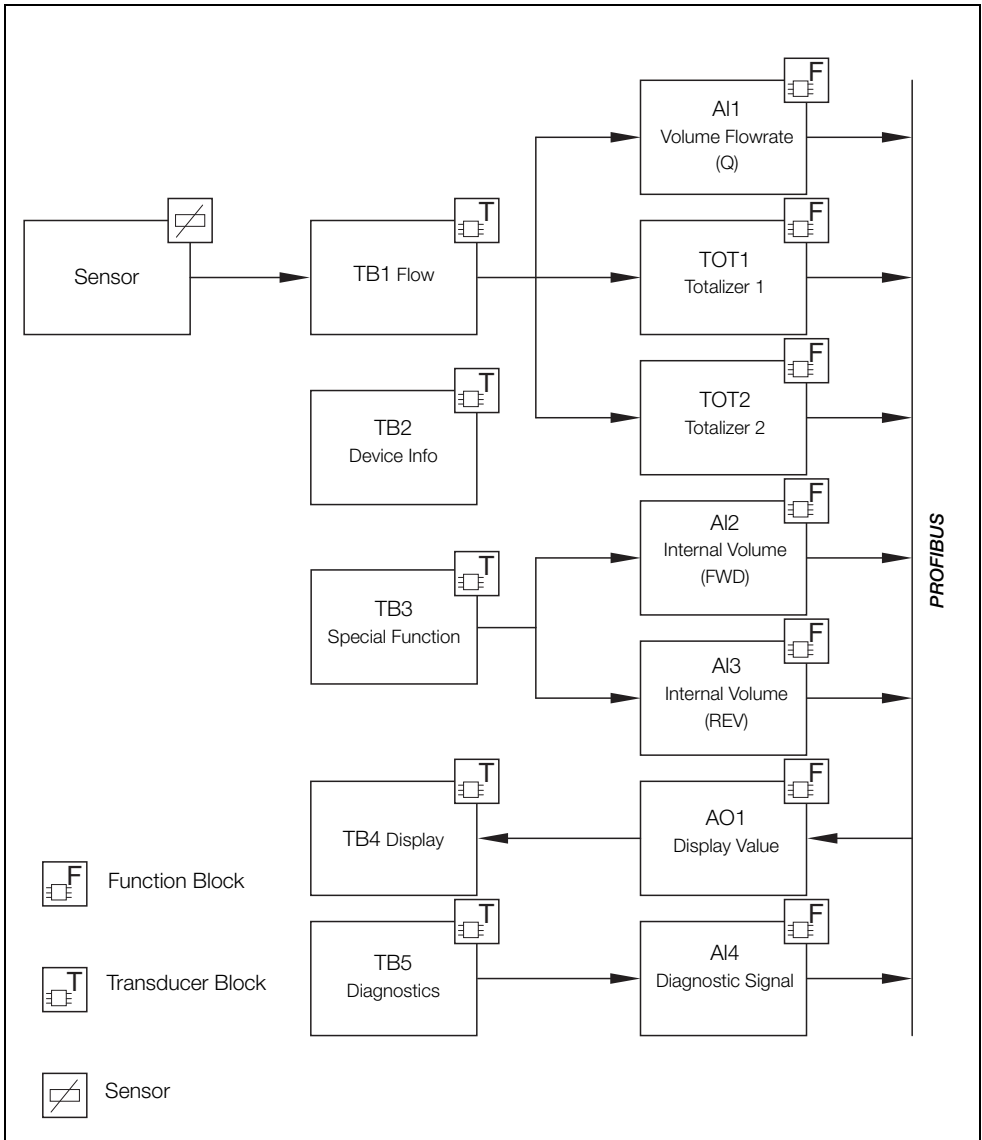 F
AI1
Volume Flowrate
(Q)
Sensor
T
TB1 Flow
F
TOT1
Totalizer 1
F
TOT2
Totalizer 2
T
TB2
Device Info
F
AI2
Internal Volume
(FWD)
T
TB3
Special Function
F
AI3
Internal Volume
(REV)
PROFIBUS
T
TB4 Display
F
AO1
Display Value
T
TB5
Diagnostics
F
AI4
Diagnostic Signal
F
Function Block
T
Transducer Block
Sensor